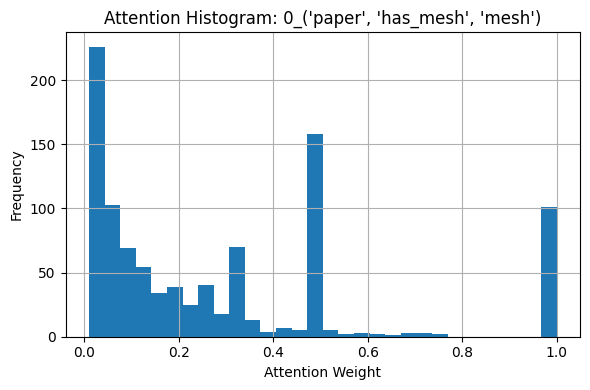 Attention Histogram: 0_('paper', 'has_mesh', 'mesh')
Frequency
200
150
100
50
0
0.0 0.2 0.4 0.6 0.8 1.0
Attention Weight